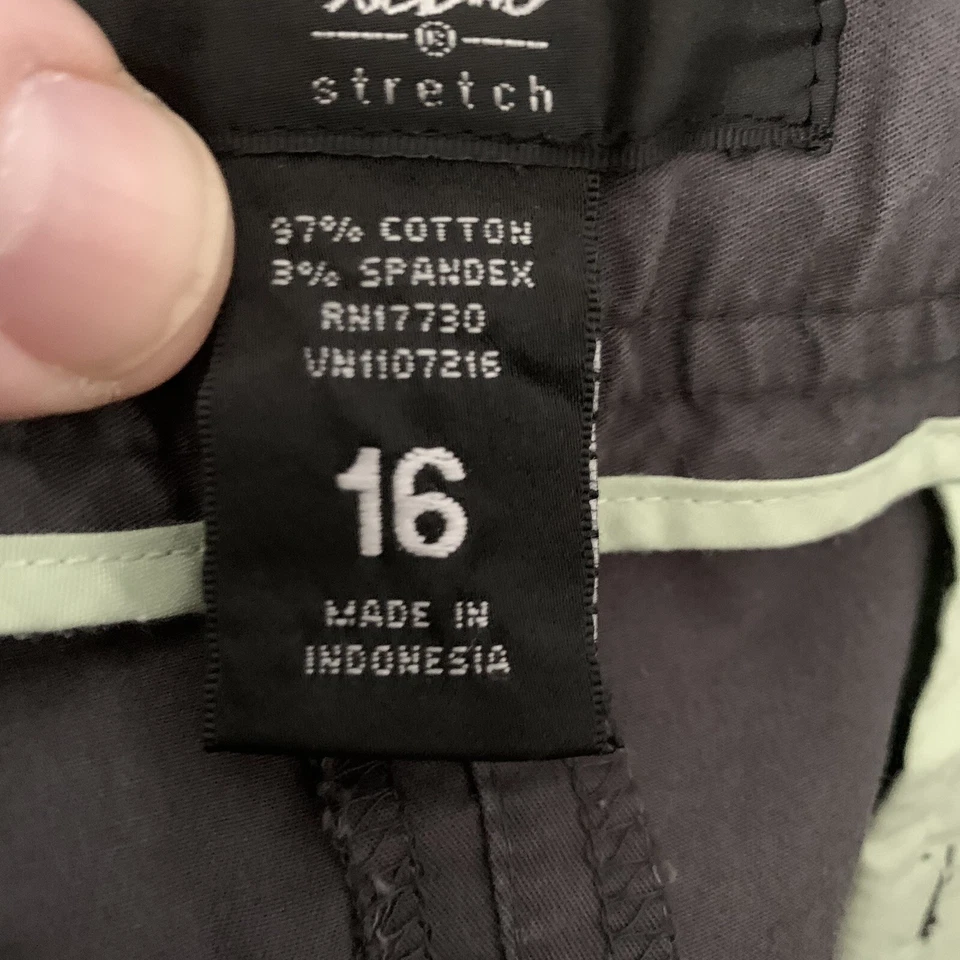 ®
stretch
97% COTTON
3% SPANDEX
RN17730
VN1107216
16
MADE IN
INDONESIA